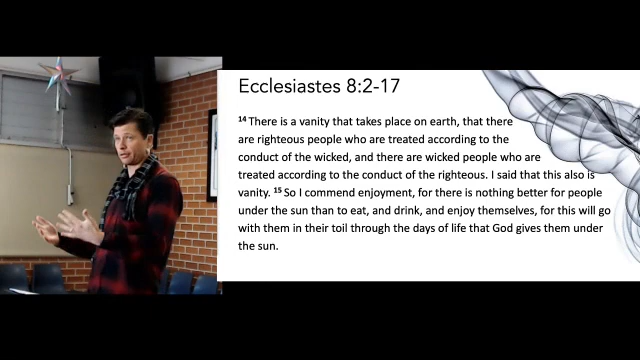 Ecclesiastes 8:2-17
14 There is a vanity that takes place on earth, that there
are righteous people who are treated according to the
conduct of the wicked, and there are wicked people who are
treated according to the conduct of the righteous. I said that this also is
vanity. 15 So I commend enjoyment, for there is nothing better for people
under the sun than to eat, and drink, and enjoy themselves, for this will go
with them in their toil through the days of life that God gives them under
the sun.